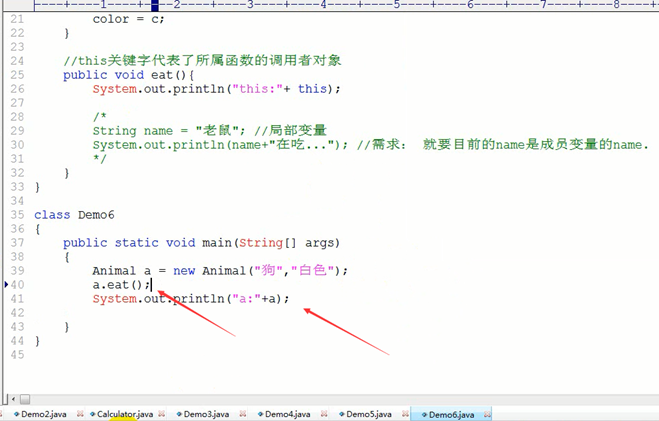 ----+----1----+----2----+----3----+----4----+----5----+----6----+----7----+----8----+-
21 color = c;
22 }
23
24 //this关键字代表了所属函数的调用者对象
25 public void eat(){
26 System.out.println("this:"+ this);
27
28 /*
29 String name = "老鼠"; //局部变量
30 System.out.println(name+"在吃..."); //需求： 就要目前的name是成员变量的name.
31 */
32 }
33 }
34
35 class Demo6
36 {
37 public static void main(String[] args)
38 {
39 Animal a = new Animal("狗","白色");
40 a.eat();
41 System.out.println("a:"+a);
42
43 }
44 }
45
Demo2.java Calculator.java Demo3.java Demo4.java Demo5.java Demo6.java